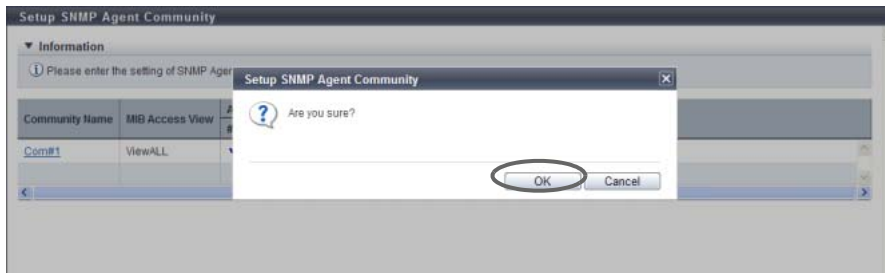 Setup SNMP Agent Community
Information
Please enter the setting of SNMP Agen
Setup SNMP Agent Community
Are you sure?
Community Name MIB Access View
Com#1 ViewALL
OK Cancel